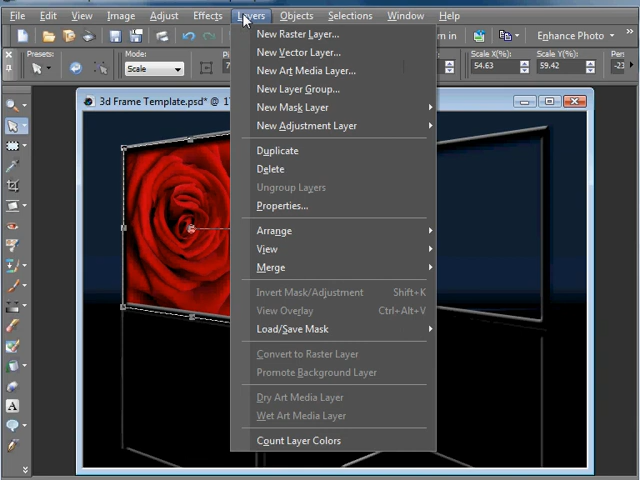 File Edit View Image Adjust Effects Layers Objects Selections Window Help
Enhance Photo
Presets: Mode: Scale X(%): Scale Y(%):
Scale 54.63 59.42
3d Frame Template.psd* @
New Raster Layer...
New Vector Layer...
New Art Media Layer...
New Layer Group...
New Mask Layer
New Adjustment Layer
Duplicate
Delete
Ungroup Layers
Properties...
Arrange
View
Merge
Invert Mask/Adjustment Shift+K
View Overlay Ctrl+Alt+V
Load/Save Mask
Convert to Raster Layer
Promote Background Layer
Dry Art Media Layer
Wet Art Media Layer
Count Layer Colors